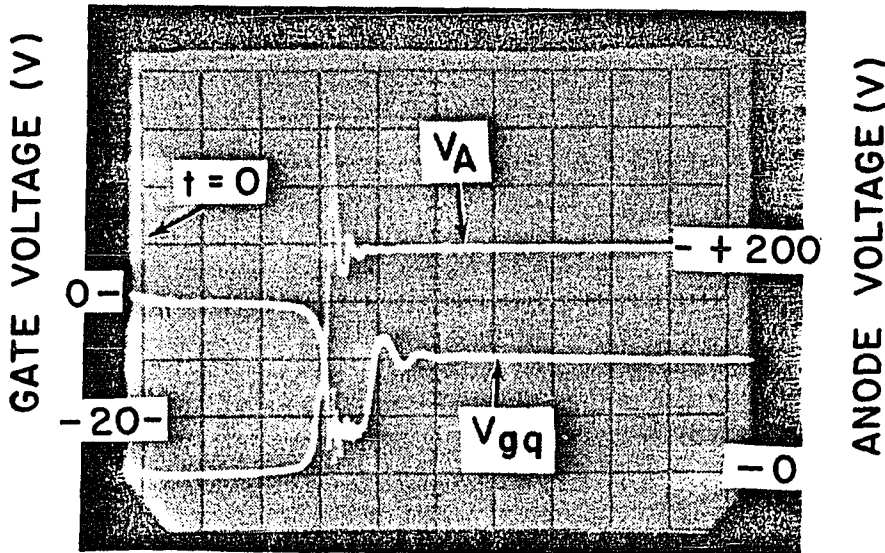 GATE VOLTAGE (V)
t = 0
V_A
- + 200
0 -
- 20 -
V_gq
- 0
ANODE VOLTAGE (V)